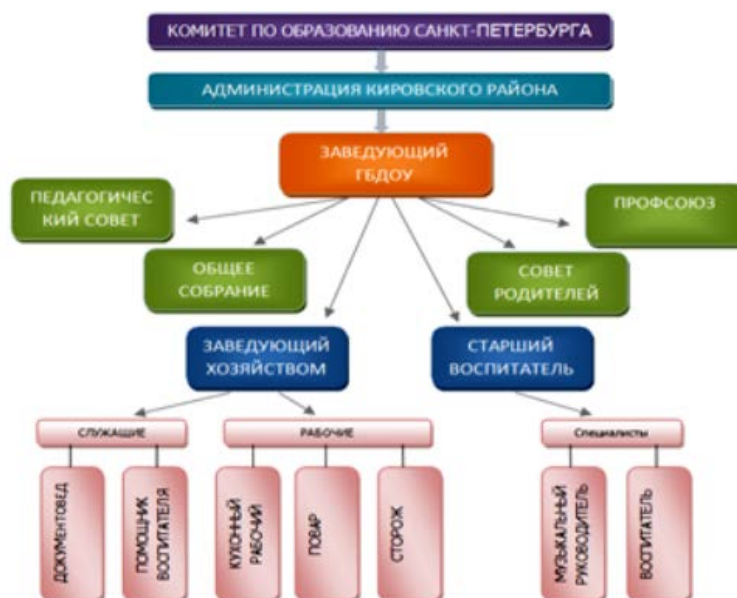 КОМИТЕТ ПО ОБРАЗОВАНИЮ САНКТ-ПЕТЕРБУРГА
АДМИНИСТРАЦИЯ КИРОВСКОГО РАЙОНА
ЗАВЕДУЮЩИЙ
ГБДОУ
ПЕДАГОГИЧЕС
КИЙ СОВЕТ
ПРОФСОЮЗ
ОБЩЕЕ
СОБРАНИЕ
СОВЕТ
РОДИТЕЛЕЙ
ЗАВЕДУЮЩИЙ
ХОЗЯЙСТВОМ
СТАРШИЙ
ВОСПИТАТЕЛЬ
СЛУЖАЩИЕ
РАБОЧИЕ
Специалисты
ДОКУМЕНТОВЕД
ПОМОЩНИК
ВОСПИТАТЕЛЯ
КУХОННЫЙ
РАБОЧИЙ
ПОВАР
СТОРОЖ
МУЗЫКАЛЬНЫЙ
РУКОВОДИТЕЛЬ
ВОСПИТАТЕЛЬ